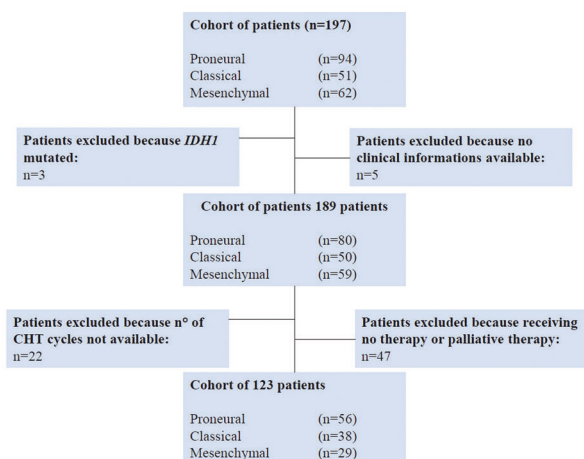 Cohort of patients (n=197)
Proneural (n=94)
Classical (n=51)
Mesenchymal (n=62)
Patients excluded because IDH1
mutated:
n=3
Patients excluded because no
clinical informations available:
n=5
Cohort of patients 189 patients
Proneural (n=80)
Classical (n=50)
Mesenchymal (n=59)
Patients excluded because n° of
CHT cycles not available:
n=22
Patients excluded because receiving
no therapy or palliative therapy:
n=47
Cohort of 123 patients
Proneural (n=56)
Classical (n=38)
Mesenchymal (n=29)